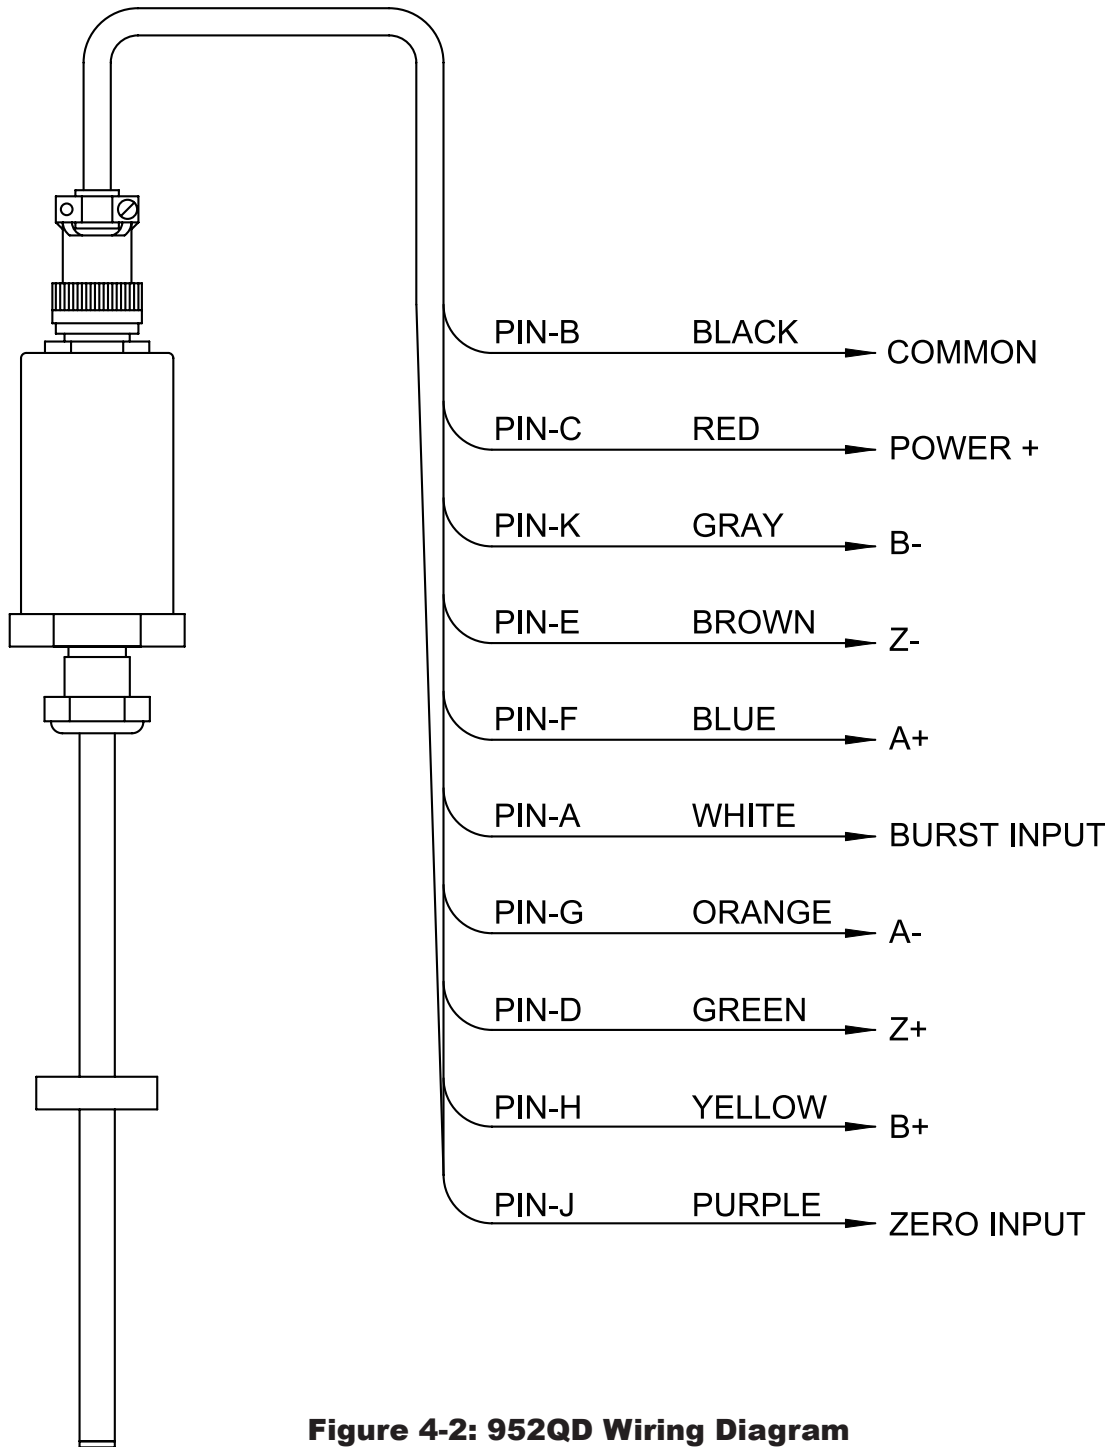 PIN-B BLACK COMMON
PIN-C RED POWER +
PIN-K GRAY B-
PIN-E BROWN Z-
PIN-F BLUE A+
PIN-A WHITE BURST INPUT
PIN-G ORANGE A-
PIN-D GREEN Z+
PIN-H YELLOW B+
PIN-J PURPLE ZERO INPUT
Figure 4-2: 952QD Wiring Diagram